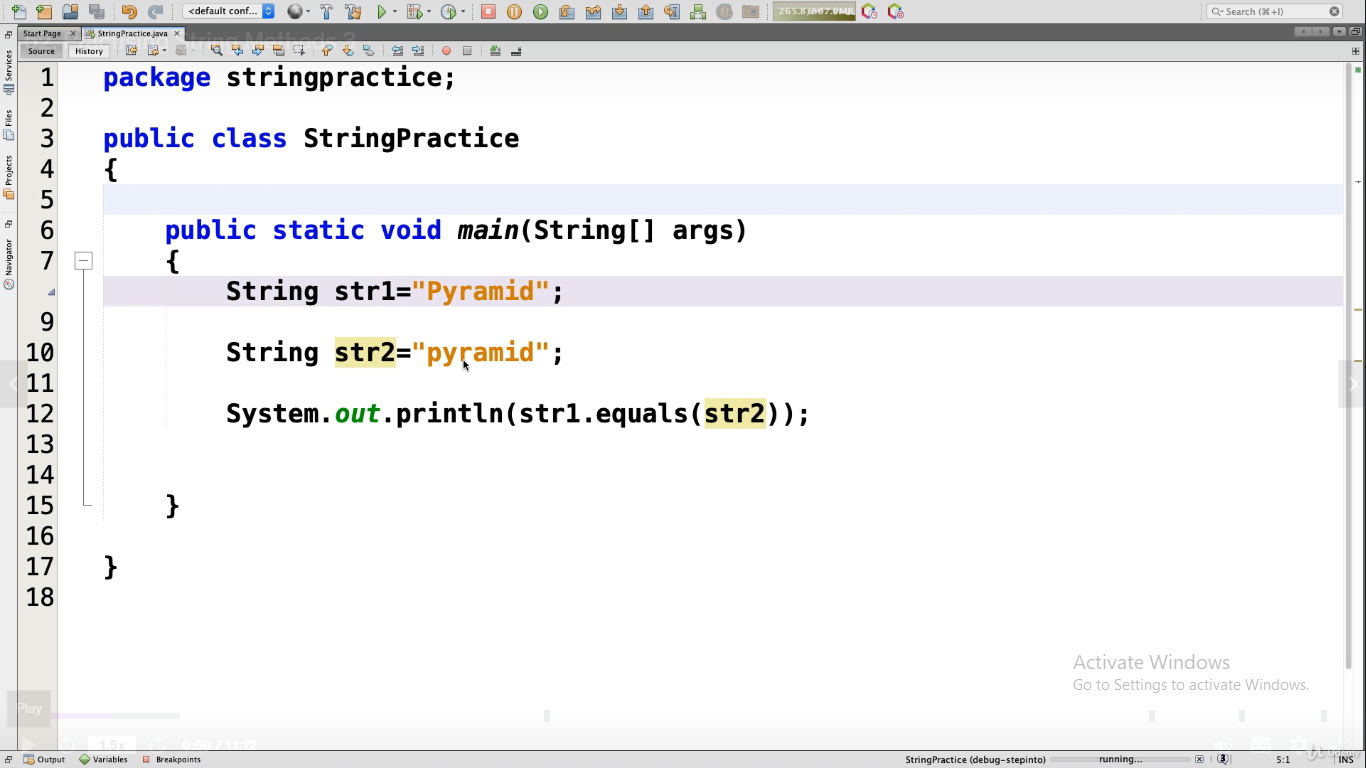 <default conf...
265.8/807.0MB
Search (⌘+I)
Start Page
StringPractice.java
String Methods 3
Source
History
Services
Files
Projects
Navigator
1 package stringpractice;
2
3 public class StringPractice
4 {
5
6 public static void main(String[] args)
7 {
String str1="Pyramid";
9
10 String str2="pyramid";
11
12 System.out.println(str1.equals(str2));
13
14
15 }
16
17 }
18
Activate Windows
Go to Settings to activate Windows.
Play
1.5x
0:50 / 11:12
Output
Variables
Breakpoints
StringPractice (debug-stepinto)
running...
5:1
INS